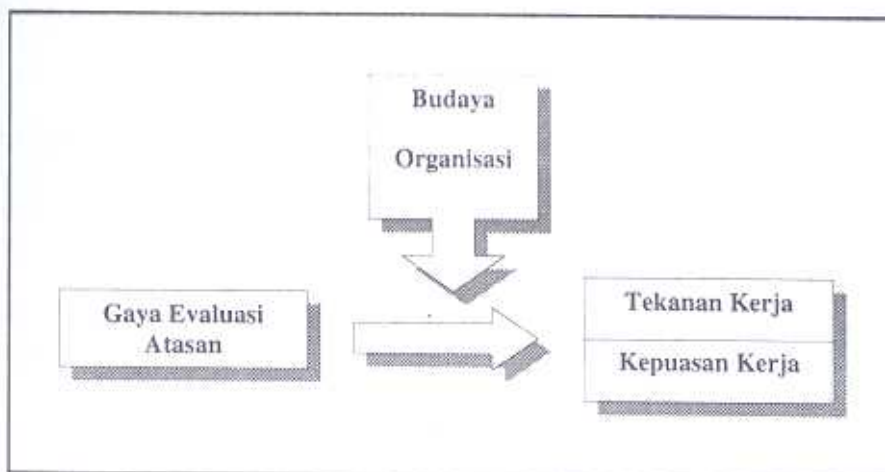 Budaya
Organisasi
Gaya Evaluasi
Atasan
Tekanan Kerja
Kepuasan Kerja